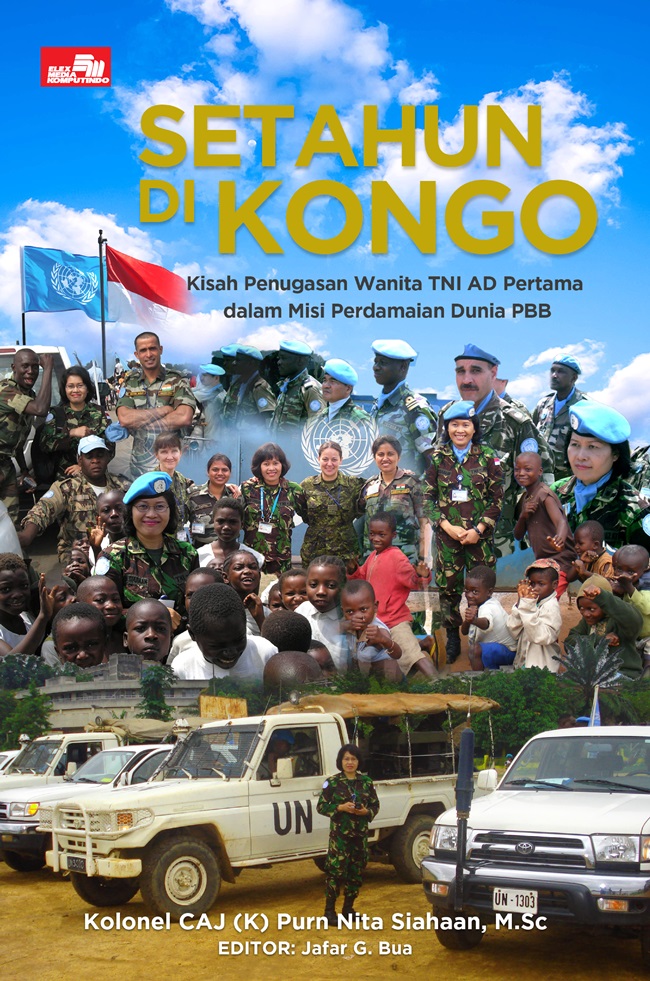 ELEX
MEDIA
KOMPUTINDO
SETAHUN
DI KONGO
Kisah Penugasan Wanita TNI AD Pertama
dalam Misi Perdamaian Dunia PBB
UN
UN-1303
Kolonel CAJ (K) Purn Nita Siahaan, M.Sc
EDITOR: Jafar G. Bua